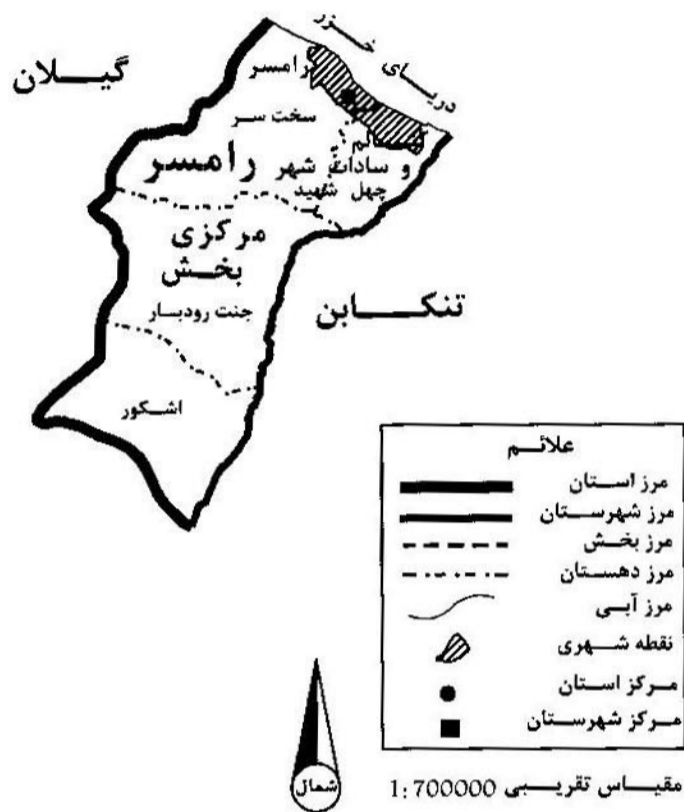 دریای خزر
گیلان
رامسر
سخت سر
رامسر
و سادات شهر
چهل شهید
مرکزی
بخش
جنت رودبار
تنکابن
اشکور
علائم
مرز استان
مرز شهرستان
مرز بخش
مرز دهستان
مرز آبی
نقطه شهری
مرکز استان
مرکز شهرستان
شمال
مقیاس تقریبی 1:700000